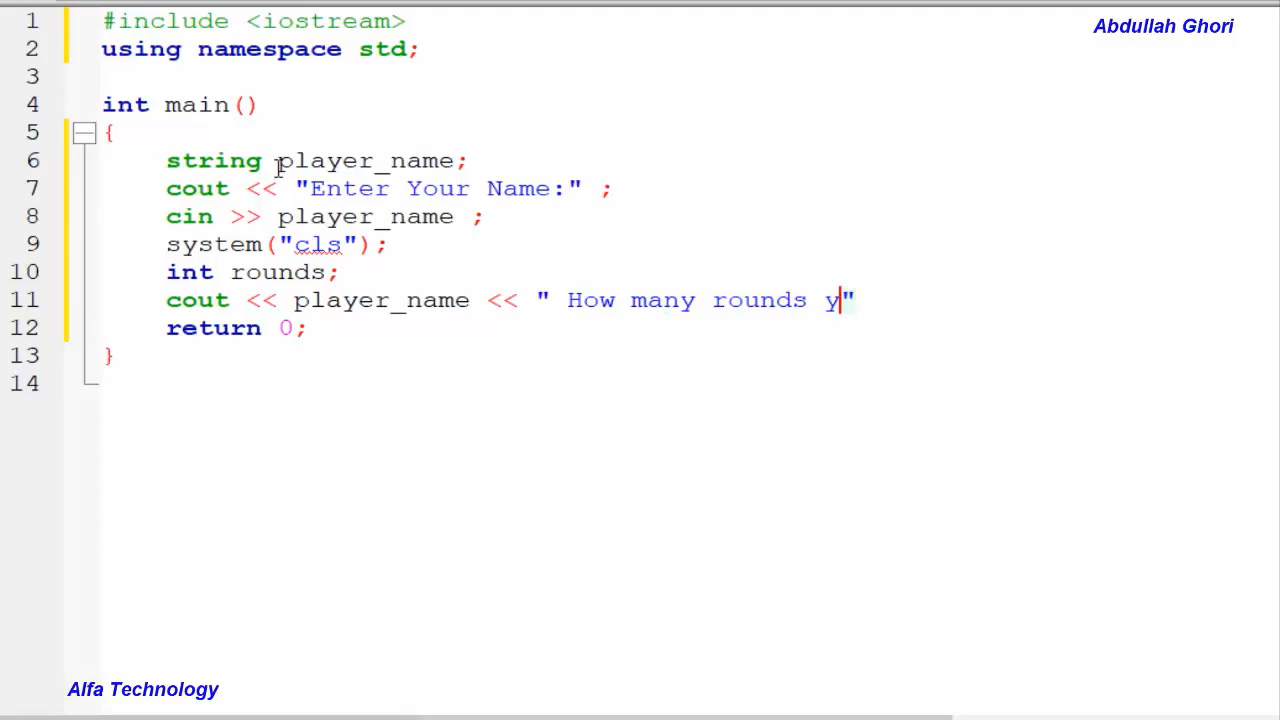 Abdullah Ghori
1 #include <iostream>
2 using namespace std;
3
4 int main()
5 {
6 string player_name;
7 cout << "Enter Your Name:" ;
8 cin >> player_name ;
9 system("cls");
10 int rounds;
11 cout << player_name << " How many rounds y"
12 return 0;
13 }
14
Alfa Technology